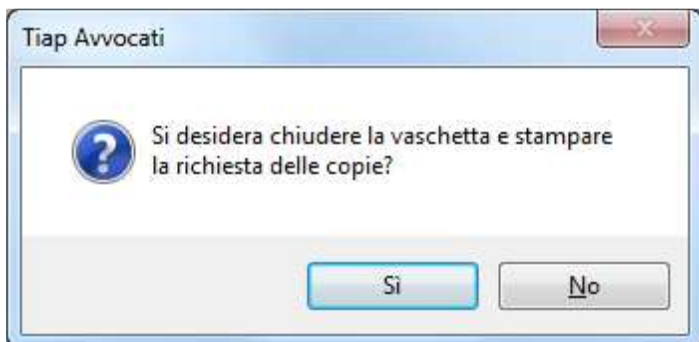 Tiap Avvocati
Si desidera chiudere la vaschetta e stampare
la richiesta delle copie?
Sì No